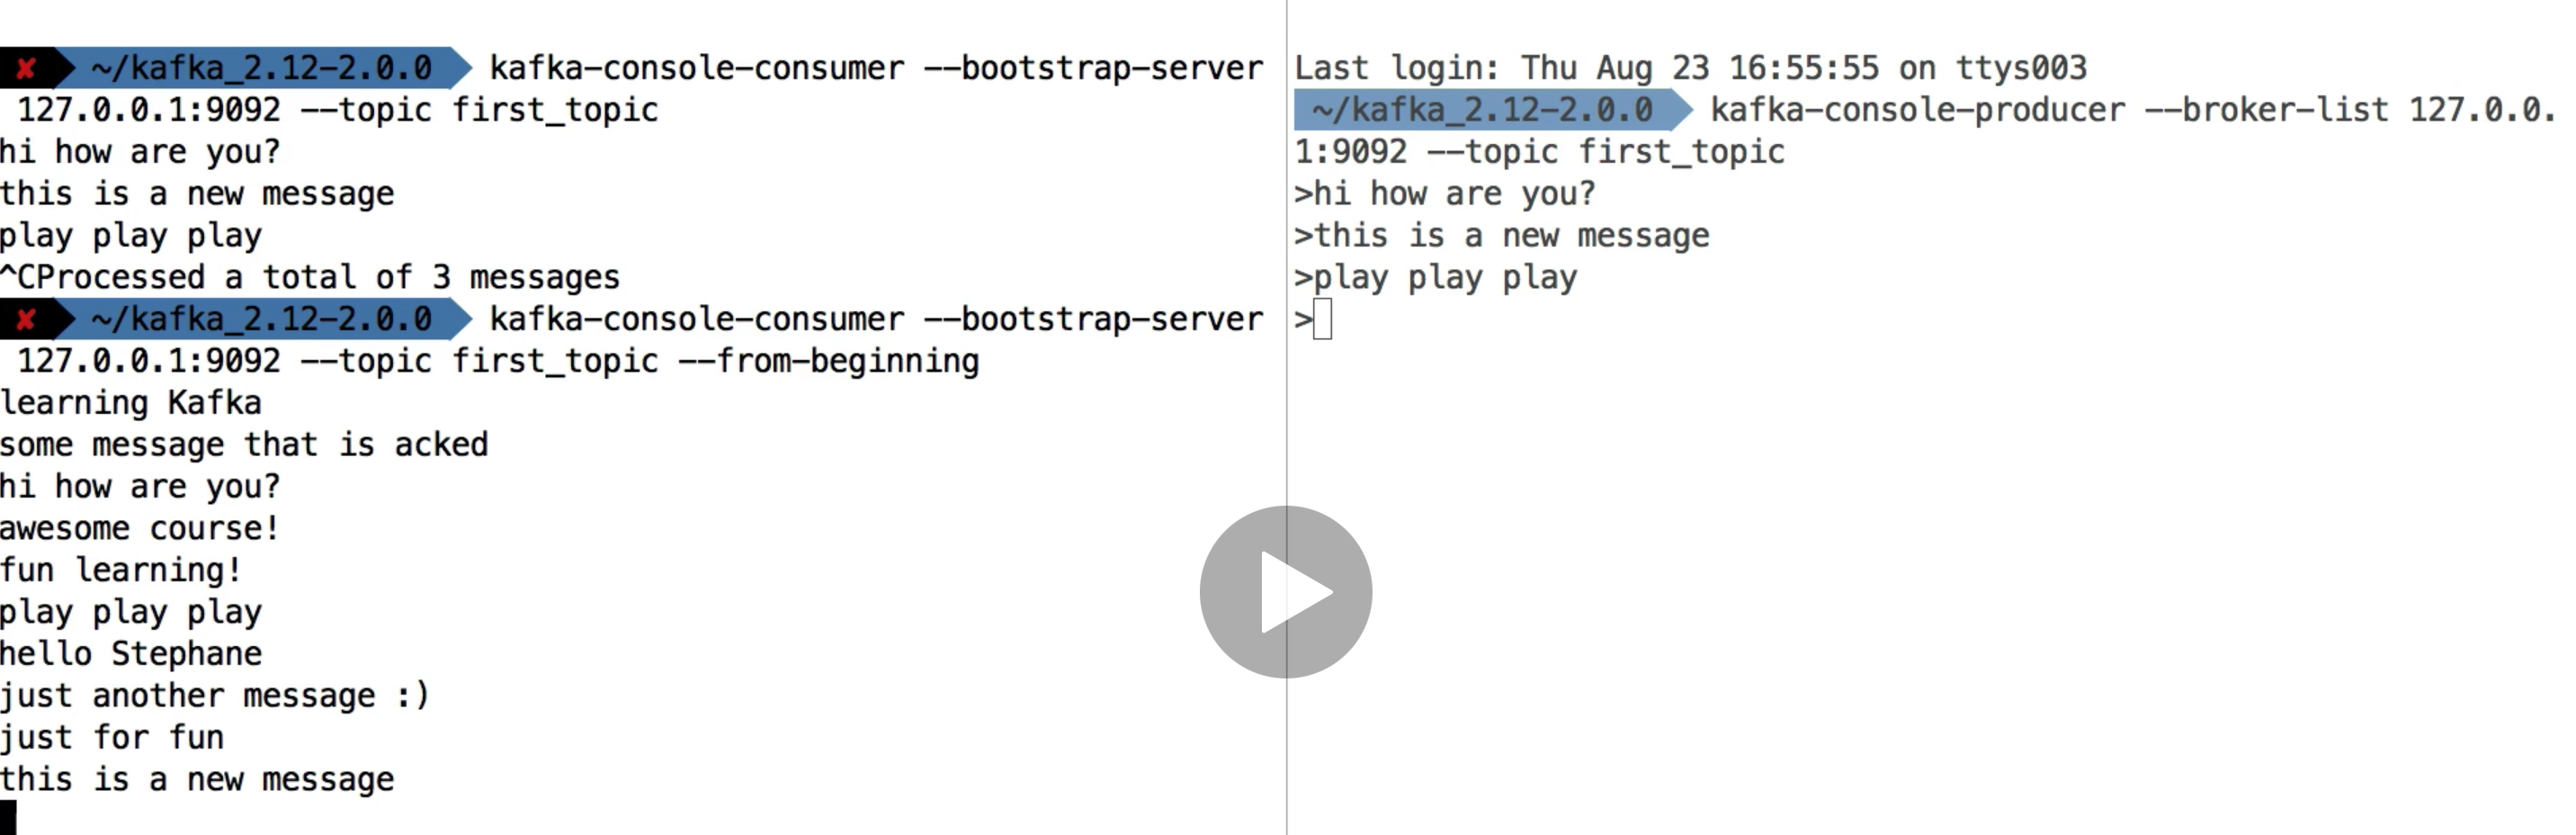 ✘ ~/kafka_2.12-2.0.0 kafka-console-consumer --bootstrap-server
127.0.0.1:9092 --topic first_topic
hi how are you?
this is a new message
play play play
^CProcessed a total of 3 messages
✘ ~/kafka_2.12-2.0.0 kafka-console-consumer --bootstrap-server
127.0.0.1:9092 --topic first_topic --from-beginning
learning Kafka
some message that is acked
hi how are you?
awesome course!
fun learning!
play play play
hello Stephane
just another message :)
just for fun
this is a new message
Last login: Thu Aug 23 16:55:55 on ttys003
~/kafka_2.12-2.0.0 kafka-console-producer --broker-list 127.0.0.
1:9092 --topic first_topic
>hi how are you?
>this is a new message
>play play play
>